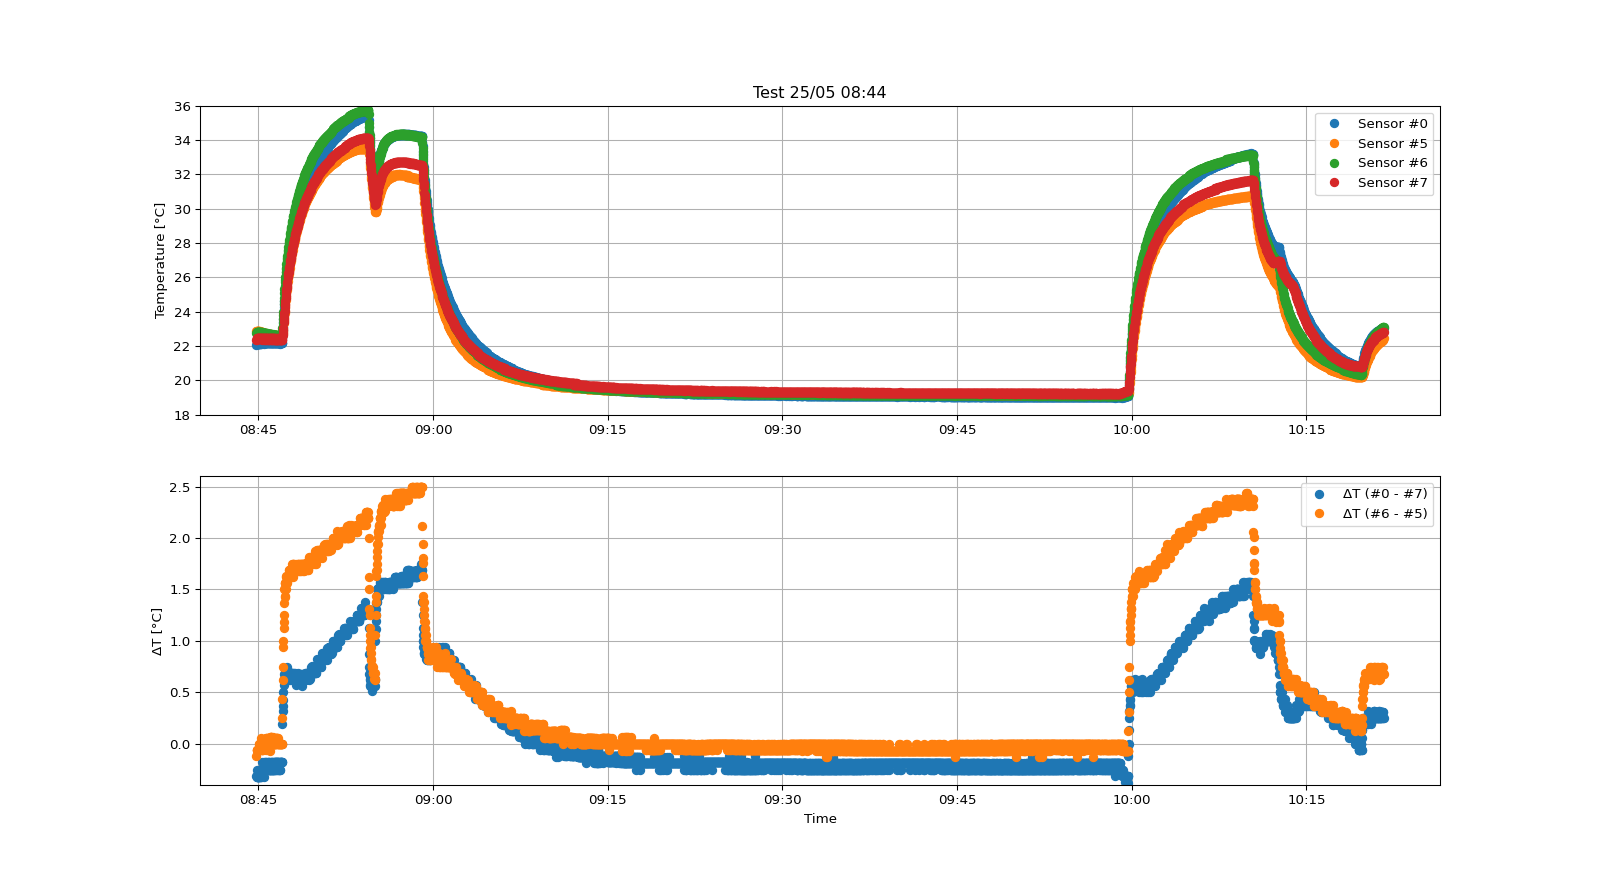 Test 25/05 08:44
36
34
32
30
28
26
24
22
20
18
Temperature [°C]
Sensor #0
Sensor #5
Sensor #6
Sensor #7
08:45 09:00 09:15 09:30 09:45 10:00 10:15
2.5
2.0
1.5
1.0
0.5
0.0
ΔT [°C]
ΔT (#0 - #7)
ΔT (#6 - #5)
08:45 09:00 09:15 09:30 09:45 10:00 10:15
Time